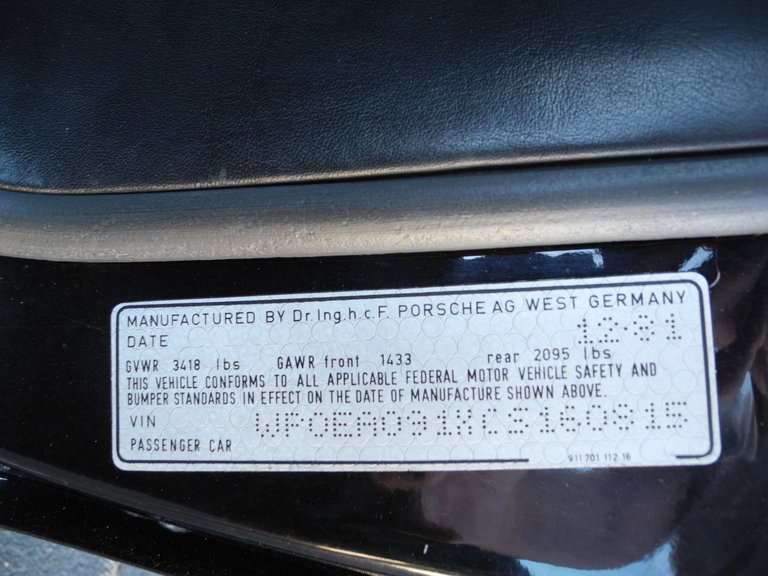 MANUFACTURED BY Dr.Ing.h.c.F. PORSCHE AG WEST GERMANY
DATE 12·81
GVWR 3418 lbs GAWR front 1433 rear 2095 lbs
THIS VEHICLE CONFORMS TO ALL APPLICABLE FEDERAL MOTOR VEHICLE SAFETY AND
BUMPER STANDARDS IN EFFECT ON THE DATE OF MANUFACTURE SHOWN ABOVE.
VIN WP0EA091XCS160815
PASSENGER CAR
911 701 112 16